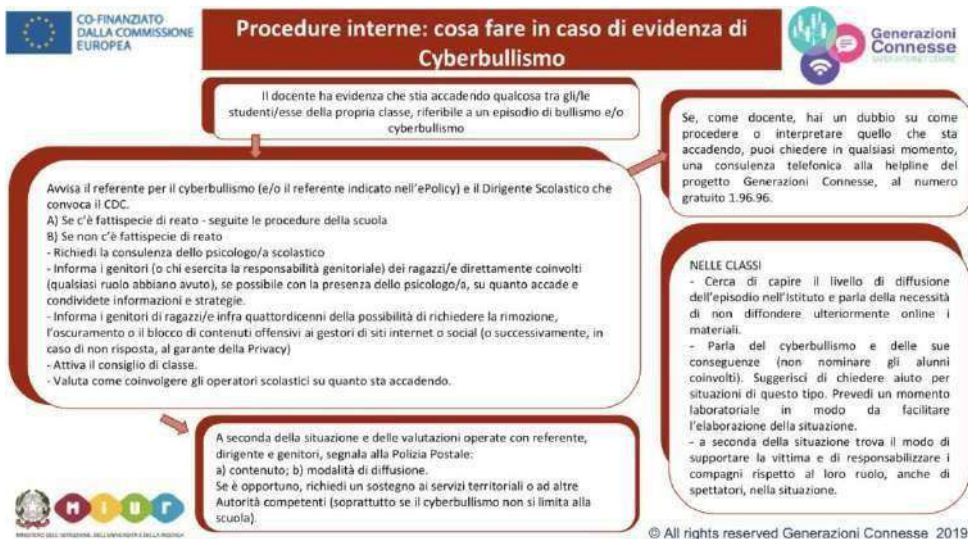 CO-FINANZIATO
DALLA COMMISSIONE
EUROPEA
Procedure interne: cosa fare in caso di evidenza di
Cyberbullismo
Generazioni
Connesse
SAFER INTERNET CENTRE
Il docente ha evidenza che stia accadendo qualcosa tra gli/le
studenti/esse della propria classe, riferibile a un episodio di bullismo e/o
cyberbullismo
Se, come docente, hai un dubbio su come
procedere o interpretare quello che sta
accadendo, puoi chiedere in qualsiasi momento,
una consulenza telefonica alla helpline del
progetto Generazioni Connesse, al numero
gratuito 1.96.96.
Avvisa il referente per il cyberbullismo (e/o il referente indicato nell'ePolicy) e il Dirigente Scolastico che
convoca il CDC.
A) Se c'è fattispecie di reato - seguite le procedure della scuola
B) Se non c'è fattispecie di reato
- Richiedi la consulenza dello psicologo/a scolastico
- Informa i genitori (o chi esercita la responsabilità genitoriale) dei ragazzi/e direttamente coinvolti
(qualsiasi ruolo abbiano avuto), se possibile con la presenza dello psicologo/a, su quanto accade e
condividete informazioni e strategie.
- Informa i genitori di ragazzi/e infra quattordicenni della possibilità di richiedere la rimozione,
l'oscuramento o il blocco di contenuti offensivi ai gestori di siti internet o social (o successivamente, in
caso di non risposta, al garante della Privacy)
- Attiva il consiglio di classe.
- Valuta come coinvolgere gli operatori scolastici su quanto sta accadendo.
NELLE CLASSI
- Cerca di capire il livello di diffusione
dell'episodio nell'Istituto e parla della necessità
di non diffondere ulteriormente online i
materiali.
- Parla del cyberbullismo e delle sue
conseguenze (non nominare gli alunni
coinvolti). Suggerisci di chiedere aiuto per
situazioni di questo tipo. Prevedi un momento
laboratoriale in modo da facilitare
l'elaborazione della situazione.
- a seconda della situazione trova il modo di
supportare la vittima e di responsabilizzare i
compagni rispetto al loro ruolo, anche di
spettatori, nella situazione.
A seconda della situazione e delle valutazioni operate con referente,
dirigente e genitori, segnala alla Polizia Postale:
a) contenuto; b) modalità di diffusione.
Se è opportuno, richiedi un sostegno ai servizi territoriali o ad altre
Autorità competenti (soprattutto se il cyberbullismo non si limita alla
scuola).
MIUR
MINISTERO DELL'ISTRUZIONE, DELL'UNIVERSITÀ E DELLA RICERCA
© All rights reserved Generazioni Connesse 2019